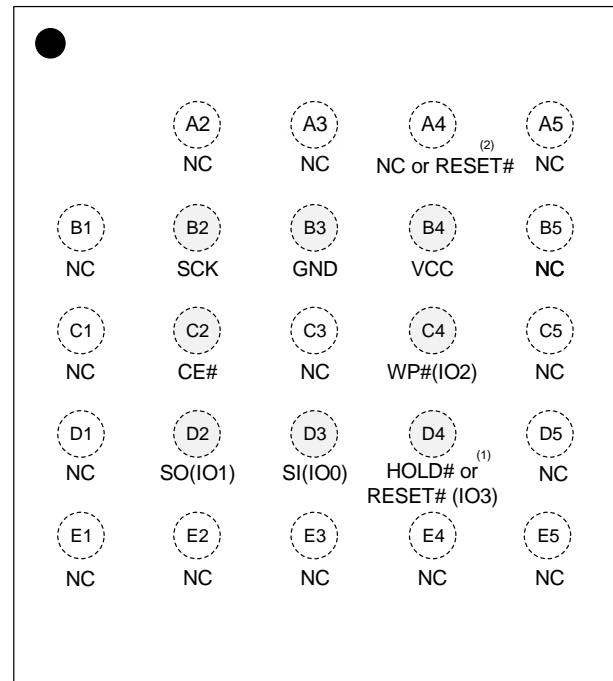 A2 A3 A4 A5
(2)
NC NC NC or RESET# NC
B1 B2 B3 B4 B5
NC SCK GND VCC NC
C1 C2 C3 C4 C5
NC CE# NC WP#(IO2) NC
D1 D2 D3 D4 D5
(1)
NC SO(IO1) SI(IO0) HOLD# or NC
RESET# (IO3)
E1 E2 E3 E4 E5
NC NC NC NC NC